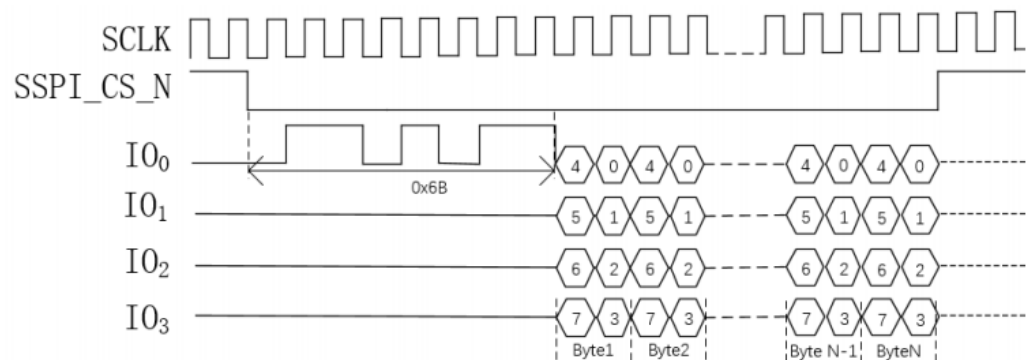 SCLK
SSPI_CS_N
IO₀ 4 0 4 0 4 0 4 0
0x6B
IO₁ 5 1 5 1 5 1 5 1
IO₂ 6 2 6 2 6 2 6 2
IO₃ 7 3 7 3 7 3 7 3
Byte1 Byte2 Byte N-1 ByteN